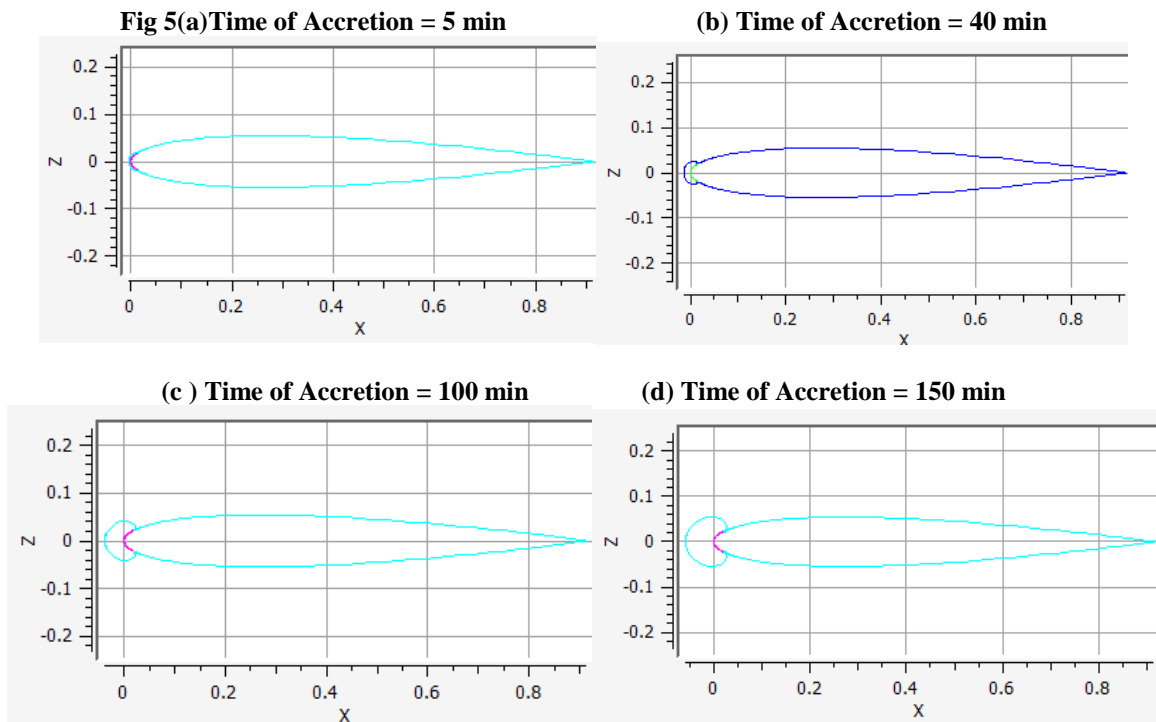 Fig 5(a)Time of Accretion = 5 min
(b) Time of Accretion = 40 min
0.2
0.1
0
-0.1
-0.2
Z
0 0.2 0.4 0.6 0.8
X
0.2
0.1
0
-0.1
-0.2
Z
0 0.2 0.4 0.6 0.8
X
(c ) Time of Accretion = 100 min
(d) Time of Accretion = 150 min
0.2
0.1
0
-0.1
-0.2
Z
0 0.2 0.4 0.6 0.8
X
0.2
0.1
0
-0.1
-0.2
Z
0 0.2 0.4 0.6 0.8
X